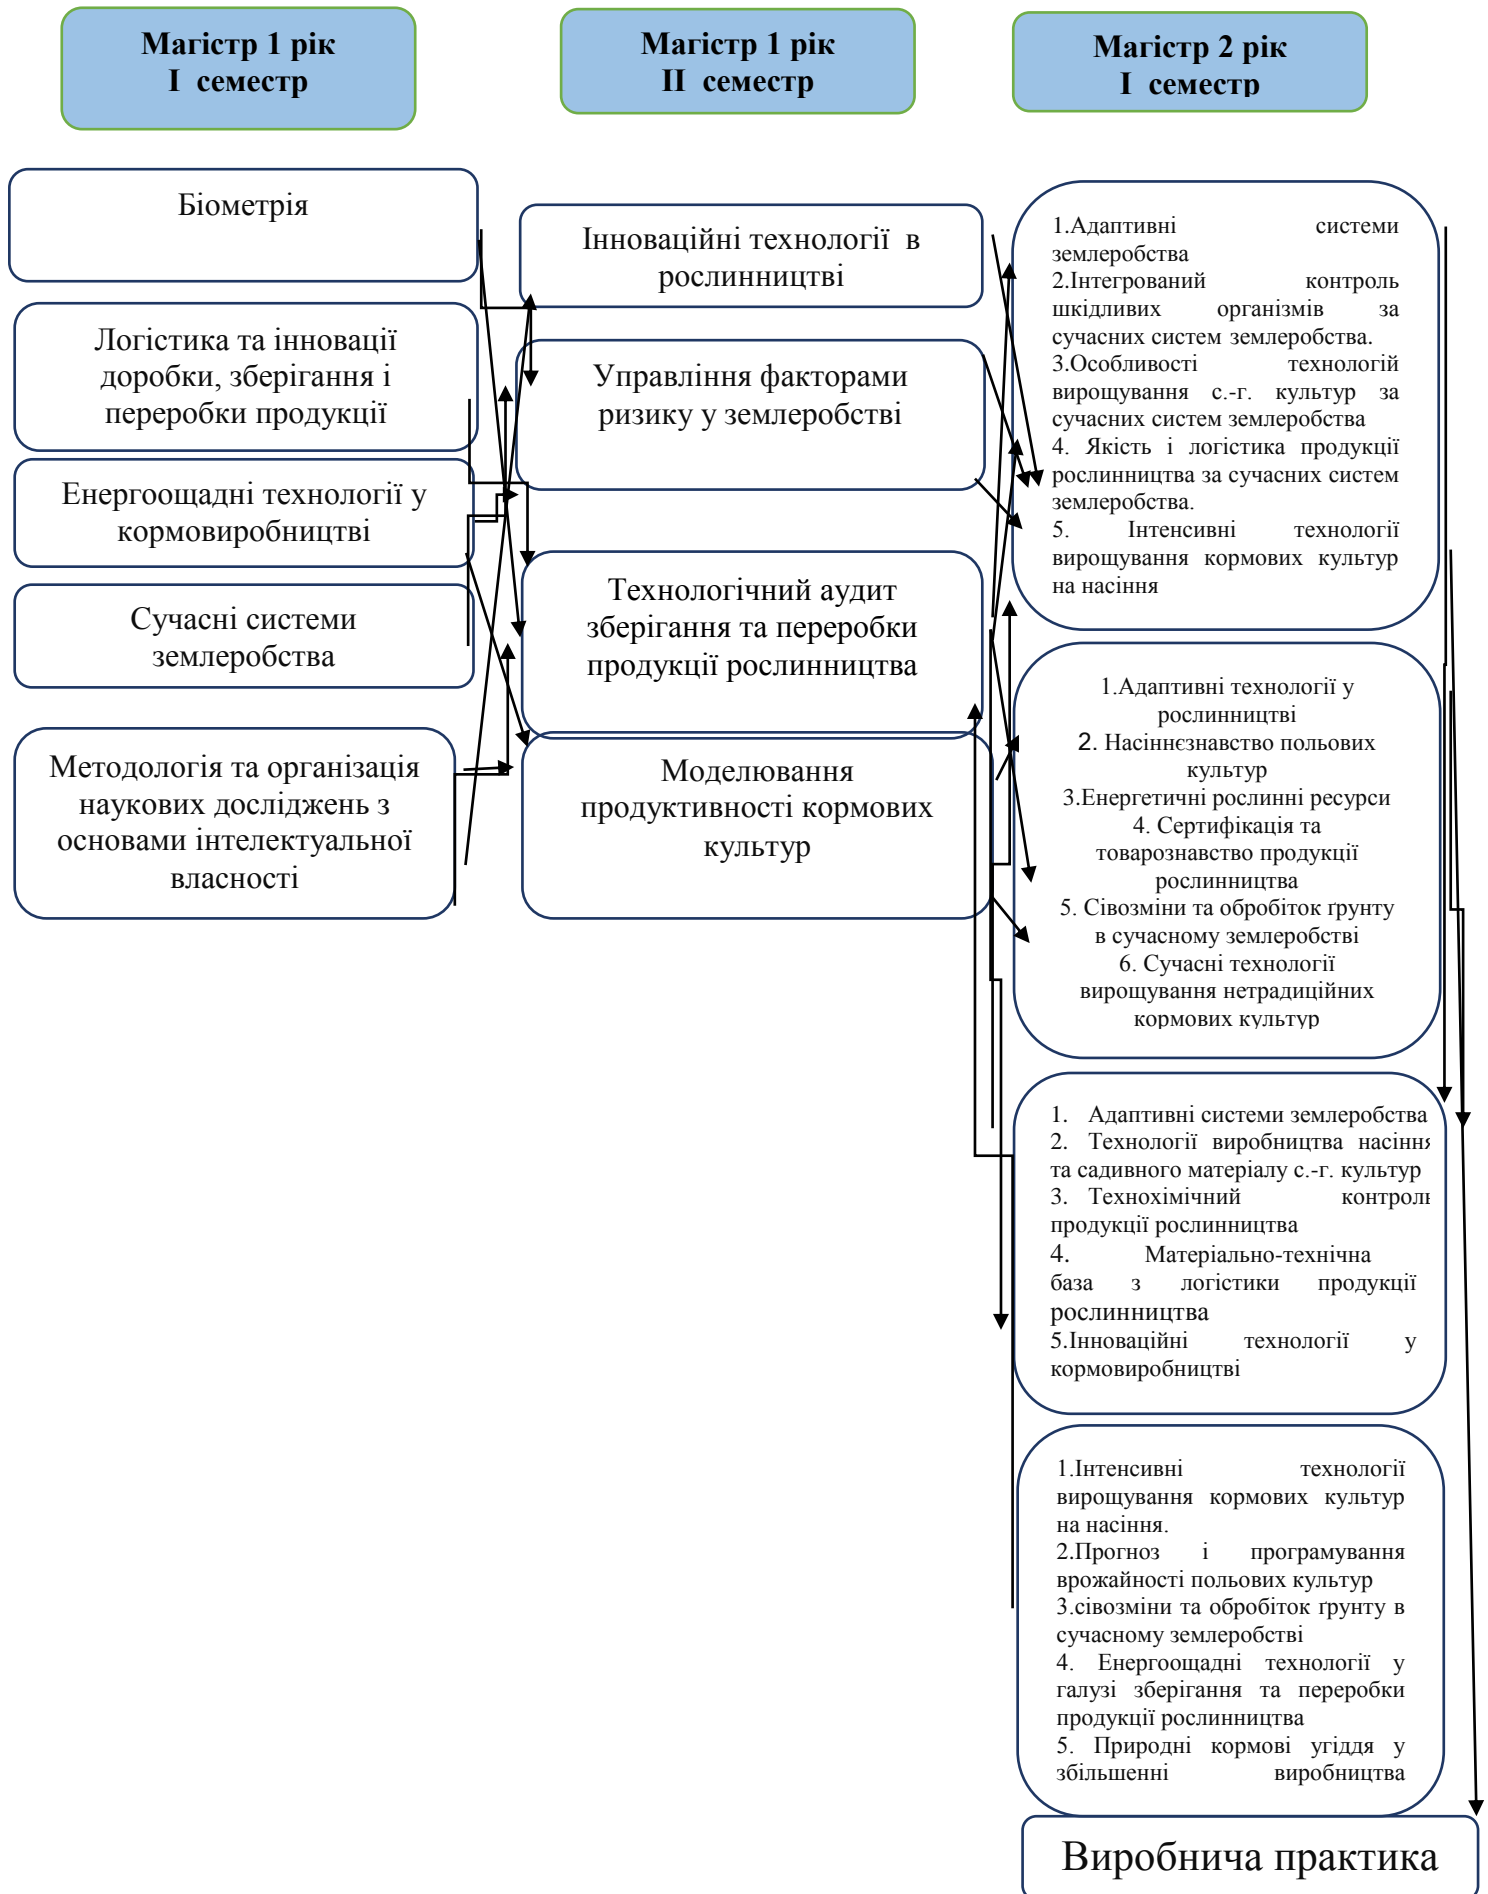 Магістр 1 рік
І семестр
Магістр 1 рік
ІІ семестр
Магістр 2 рік
І семестр
Біометрія
Логістика та інновації
доробки, зберігання і
переробки продукції
Енергоощадні технології у
кормовиробництві
Сучасні системи
землеробства
Методологія та організація
наукових досліджень з
основами інтелектуальної
власності
Інноваційні технології в
рослинництві
Управління факторами
ризику у землеробстві
Технологічний аудит
зберігання та переробки
продукції рослинництва
Моделювання
продуктивності кормових
культур
1.Адаптивні системи
землеробства
2.Інтегрований контроль
шкідливих організмів за
сучасних систем землеробства.
3.Особливості технологій
вирощування с.-г. культур за
сучасних систем землеробства
4. Якість і логістика продукції
рослинництва за сучасних систем
землеробства.
5. Інтенсивні технології
вирощування кормових культур
на насіння
1.Адаптивні технології у
рослинництві
2. Насіннєзнавство польових
культур
3.Енергетичні рослинні ресурси
4. Сертифікація та
товарознавство продукції
рослинництва
5. Сівозміни та обробіток ґрунту
в сучасному землеробстві
6. Сучасні технології
вирощування нетрадиційних
кормових культур
1. Адаптивні системи землеробства
2. Технології виробництва насіння
та садивного матеріалу с.-г. культур
3. Технохімічний контроль
продукції рослинництва
4. Матеріально-технічна
база з логістики продукції
рослинництва
5.Інноваційні технології у
кормовиробництві
1.Інтенсивні технології
вирощування кормових культур
на насіння.
2.Прогноз і програмування
врожайності польових культур
3.сівозміни та обробіток ґрунту в
сучасному землеробстві
4. Енергоощадні технології у
галузі зберігання та переробки
продукції рослинництва
5. Природні кормові угіддя у
збільшенні виробництва
Виробнича практика